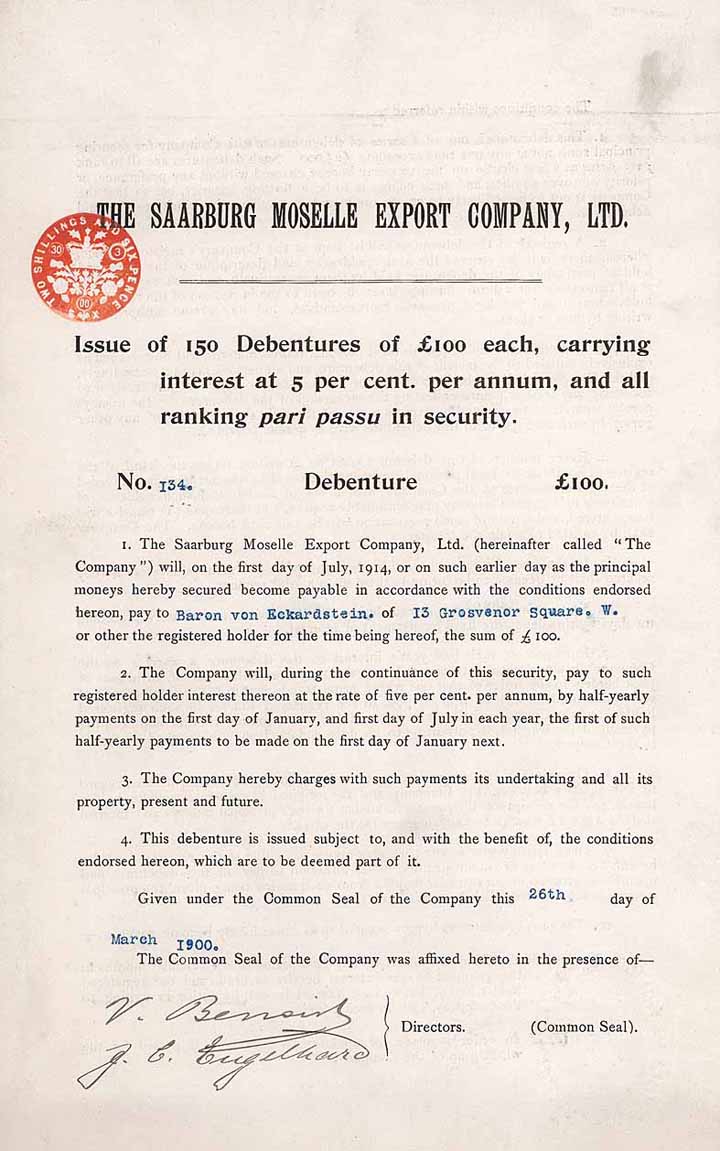 THE SAARBURG MOSELLE EXPORT COMPANY, LTD.
TWO SHILLINGS AND SIX PENCE
30 3
00
Issue of 150 Debentures of £100 each, carrying
interest at 5 per cent. per annum, and all
ranking pari passu in security.
No. 134. Debenture £100.
1. The Saarburg Moselle Export Company, Ltd. (hereinafter called "The
Company") will, on the first day of July, 1914, or on such earlier day as the principal
moneys hereby secured become payable in accordance with the conditions endorsed
hereon, pay to Baron von Eckardstein. of 13 Grosvenor Square. W.
or other the registered holder for the time being hereof, the sum of £100.
2. The Company will, during the continuance of this security, pay to such
registered holder interest thereon at the rate of five per cent. per annum, by half-yearly
payments on the first day of January, and first day of July in each year, the first of such
half-yearly payments to be made on the first day of January next.
3. The Company hereby charges with such payments its undertaking and all its
property, present and future.
4. This debenture is issued subject to, and with the benefit of, the conditions
endorsed hereon, which are to be deemed part of it.
Given under the Common Seal of the Company this 26th day of
March 1900.
The Common Seal of the Company was affixed hereto in the presence of—
V.
J. C. Engelhard
Directors. (Common Seal).